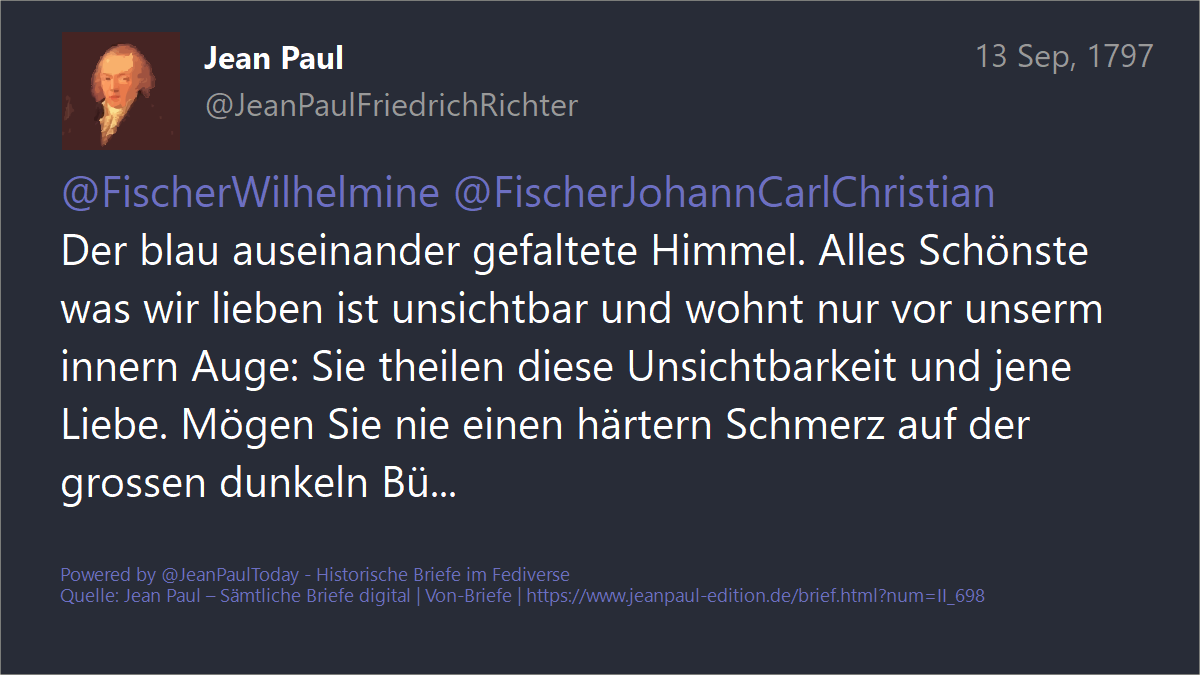 Jean Paul
13 Sep, 1797
@JeanPaulFriedrichRichter
@FischerWilhelmine @FischerJohannCarlChristian
Der blau auseinander gefaltete Himmel. Alles Schönste
was wir lieben ist unsichtbar und wohnt nur vor unserm
innern Auge: Sie theilen diese Unsichtbarkeit und jene
Liebe. Mögen Sie nie einen härtern Schmerz auf der
grossen dunkeln Bü...
Powered by @JeanPaulToday - Historische Briefe im Fediverse
Quelle: Jean Paul – Sämtliche Briefe digital | Von-Briefe | https://www.jeanpaul-edition.de/brief.html?num=II_698